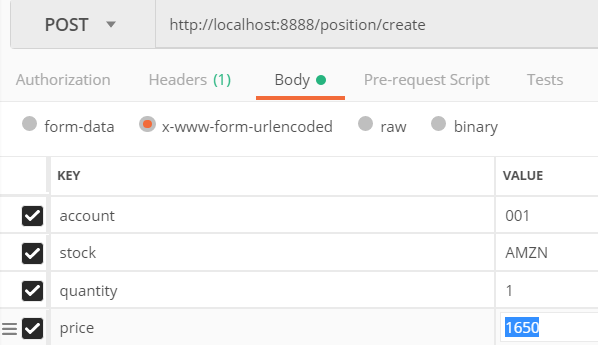 POST http://localhost:8888/position/create
Authorization Headers (1) Body Pre-request Script Tests
form-data x-www-form-urlencoded raw binary
KEY VALUE
account 001
stock AMZN
quantity 1
price 1650